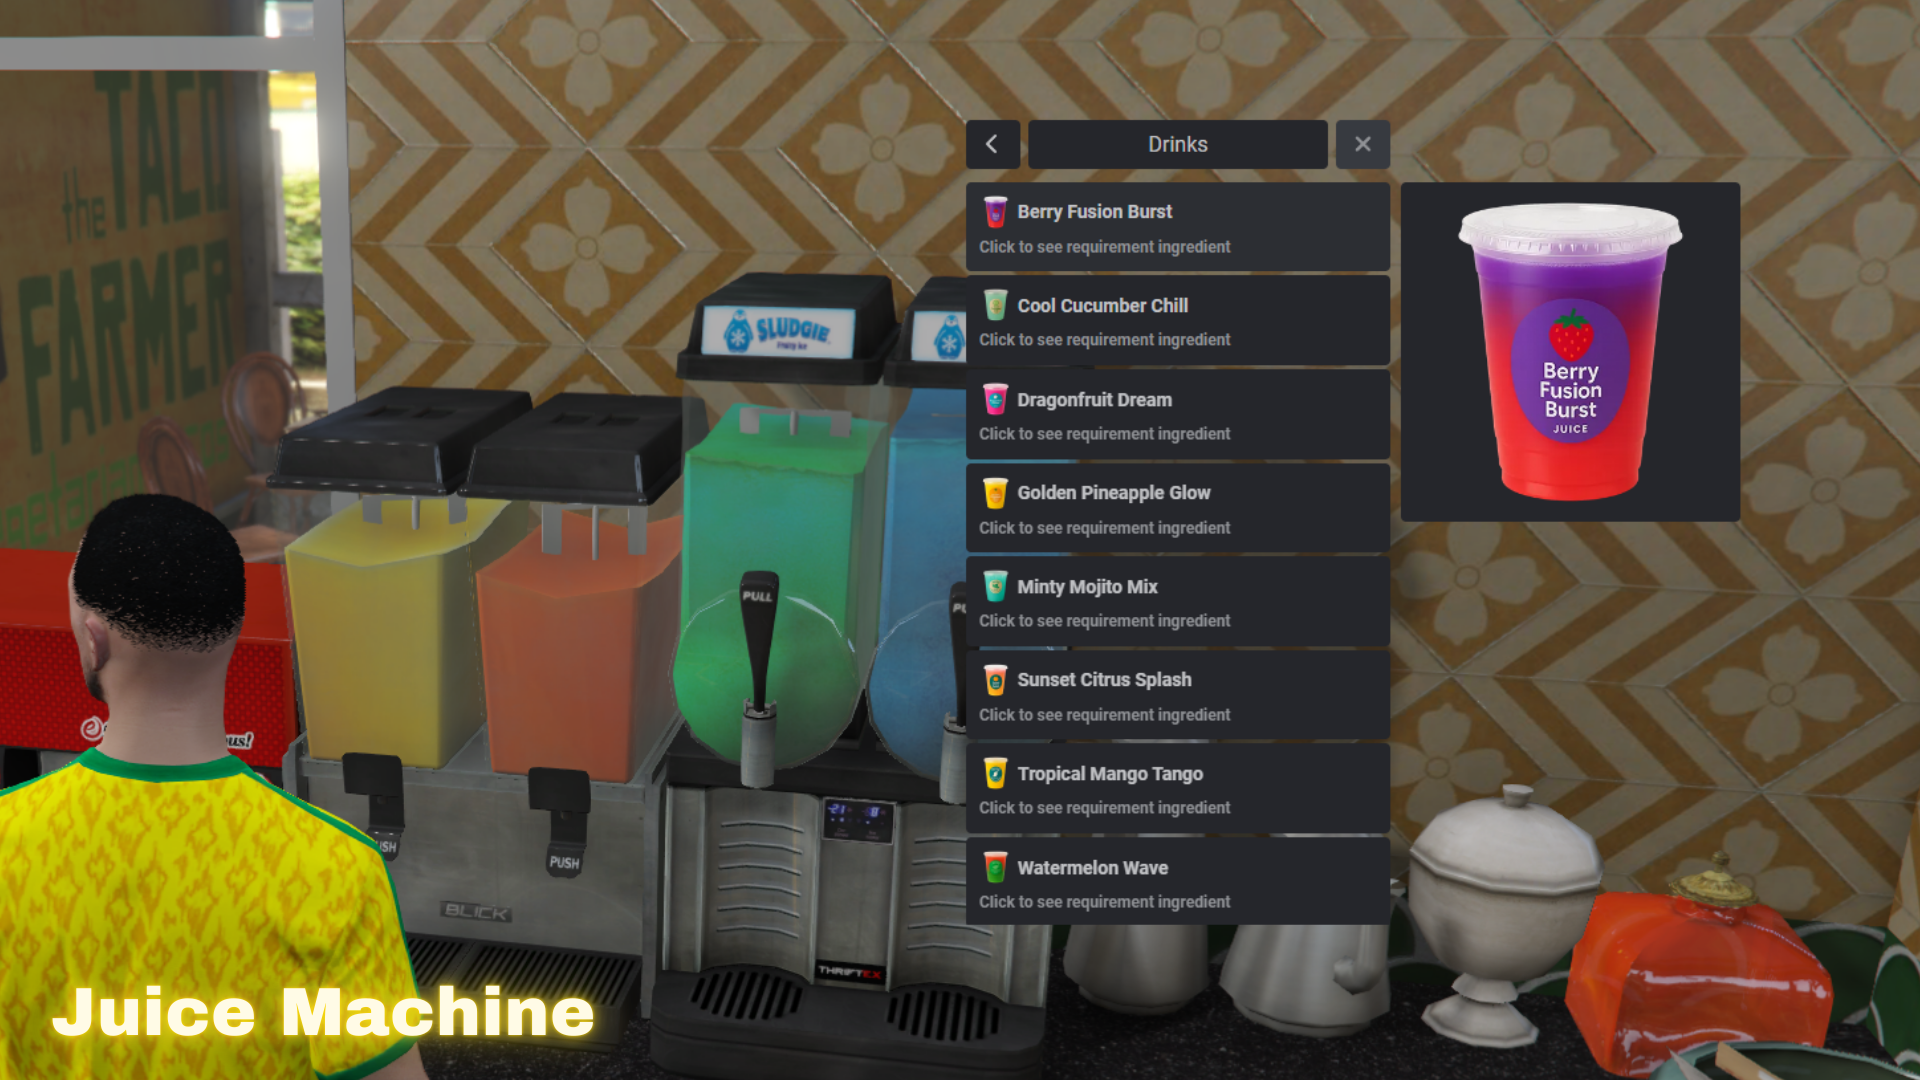 the TACO
FARMER
Drinks
Berry Fusion Burst
Click to see requirement ingredient
Cool Cucumber Chill
Click to see requirement ingredient
Dragonfruit Dream
Click to see requirement ingredient
Golden Pineapple Glow
Click to see requirement ingredient
Minty Mojito Mix
Click to see requirement ingredient
Sunset Citrus Splash
Click to see requirement ingredient
Tropical Mango Tango
Click to see requirement ingredient
Watermelon Wave
Click to see requirement ingredient
Berry
Fusion
Burst
JUICE
SLUDGIE
PULL
PUSH
BLICK
THRIFTEX
Juice Machine